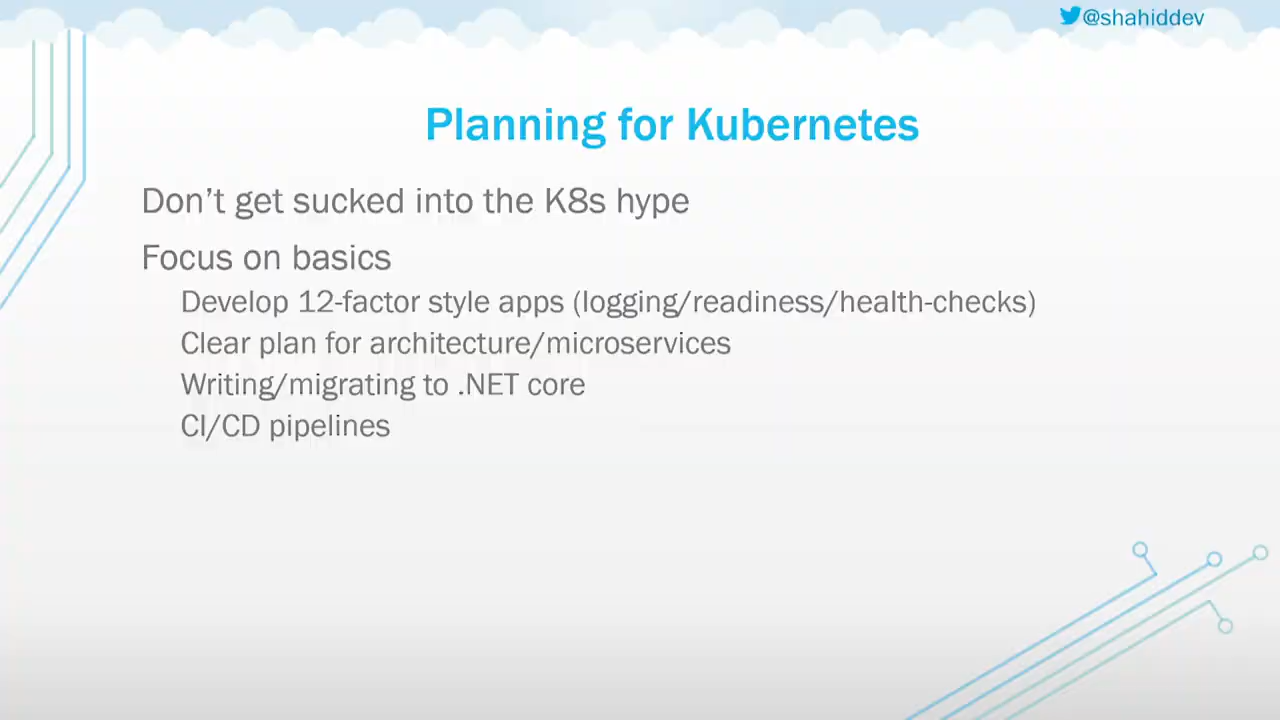 @shahiddev
Planning for Kubernetes
Don't get sucked into the K8s hype
Focus on basics
Develop 12-factor style apps (logging/readiness/health-checks)
Clear plan for architecture/microservices
Writing/migrating to .NET core
CI/CD pipelines